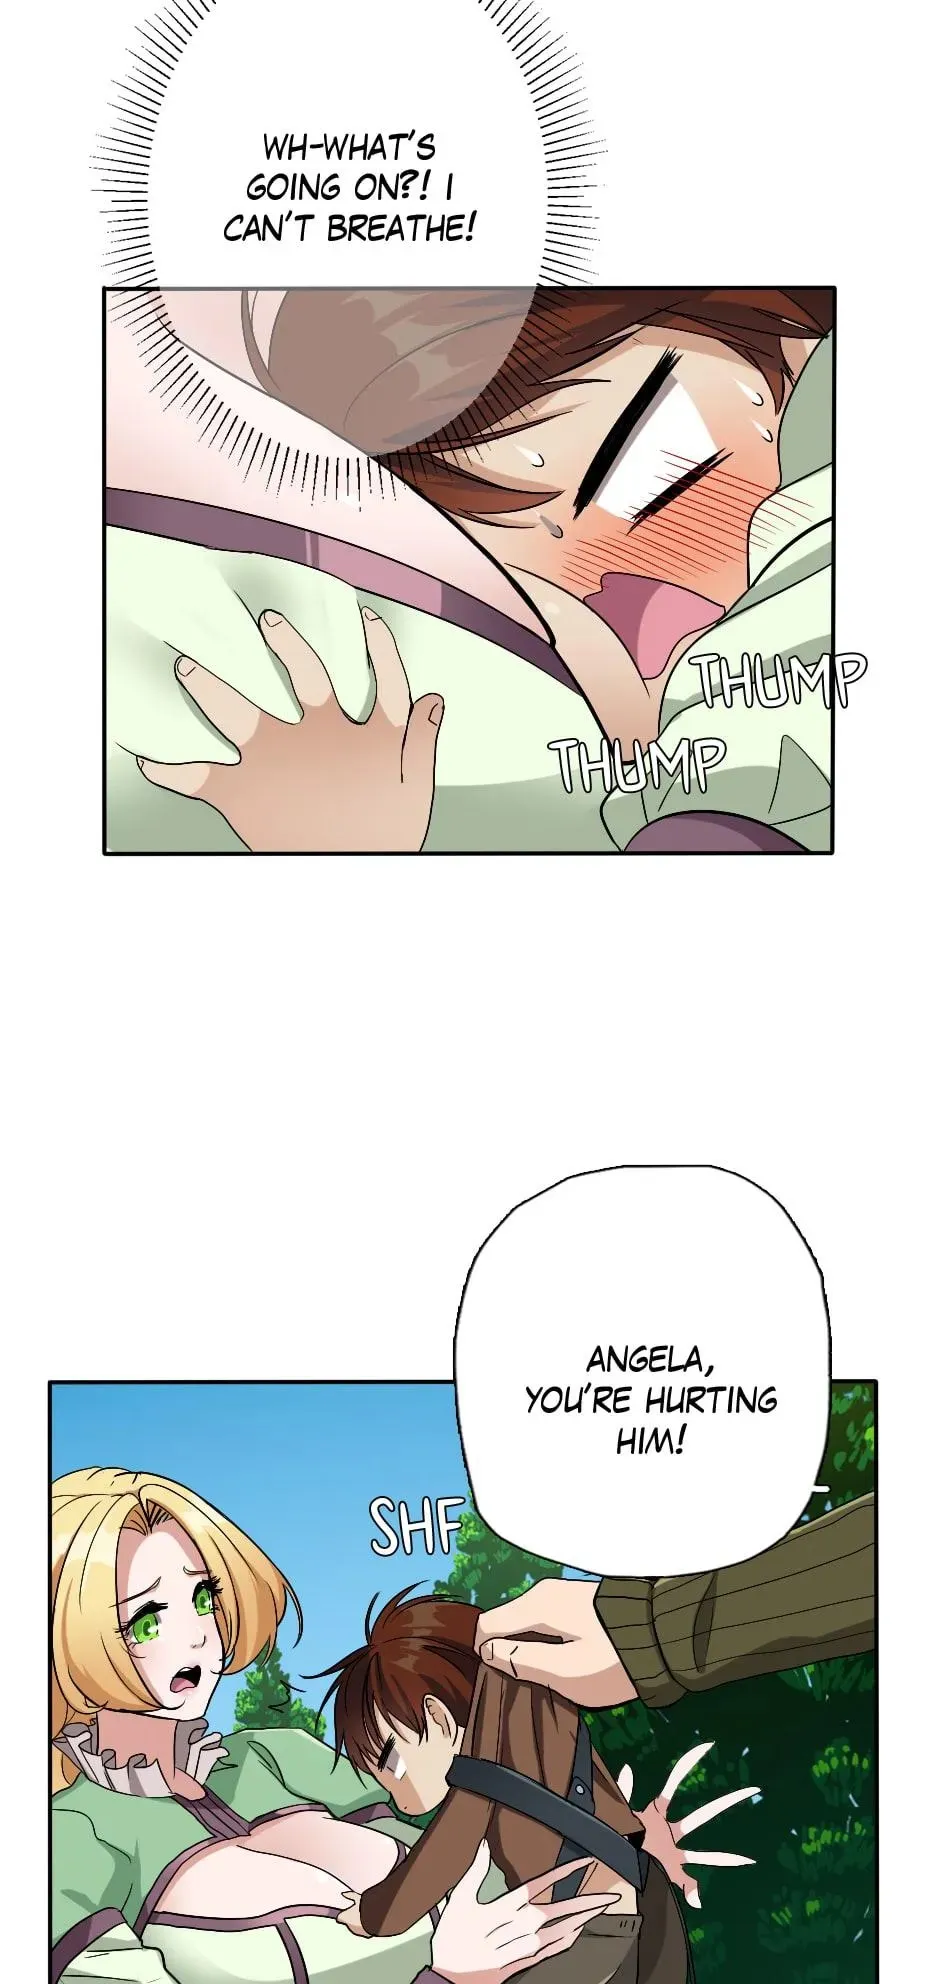 WH-WHAT'S
GOING ON?! I
CAN'T BREATHE!
THUMP
THUMP
ANGELA,
YOU'RE HURTING
HIM!
SHF